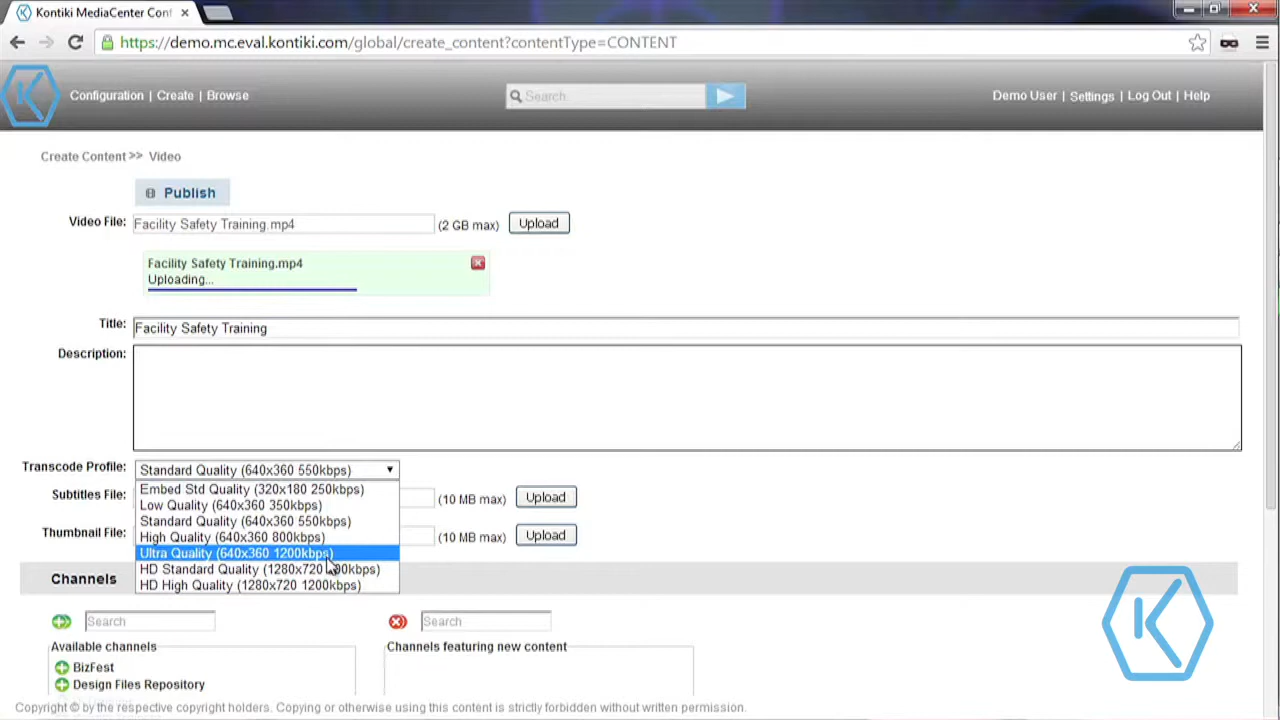 Kontiki MediaCenter Con
https://demo.mc.eval.kontiki.com/global/create_content?contentType=CONTENT
Configuration | Create | Browse
Search
Demo User | Settings | Log Out | Help
Create Content >> Video
Publish
Video File: Facility Safety Training.mp4 (2 GB max) Upload
Facility Safety Training.mp4
Uploading...
Title: Facility Safety Training
Description:
Transcode Profile: Standard Quality (640x360 550kbps)
Embed Std Quality (320x180 250kbps)
Subtitles File: (10 MB max) Upload
Low Quality (640x360 350kbps)
Standard Quality (640x360 550kbps)
Thumbnail File: (10 MB max) Upload
High Quality (640x360 800kbps)
Ultra Quality (640x360 1200kbps)
HD Standard Quality (1280x720
HD High Quality (1280x720 1200kbps)
Channels
Search Search
Available channels Channels featuring new content
BizFest
Design Files Repository
Copyright © by the respective copyright holders. Copying or otherwise using this content is strictly forbidden without written permission.